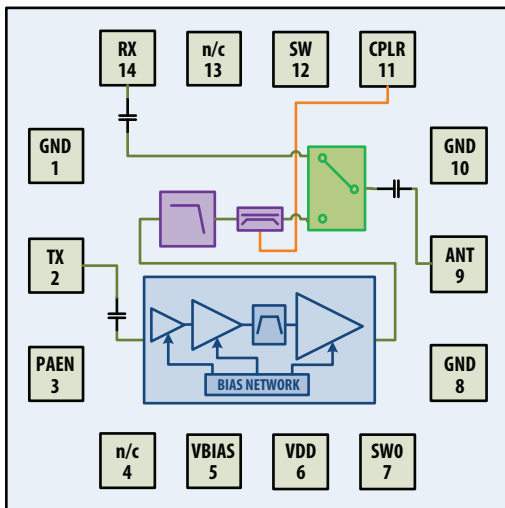 RX
14
n/c
13
SW
12
CPLR
11
GND
1
GND
10
TX
2
ANT
9
PAEN
3
BIAS NETWORK
GND
8
n/c
4
VBIAS
5
VDD
6
SW0
7